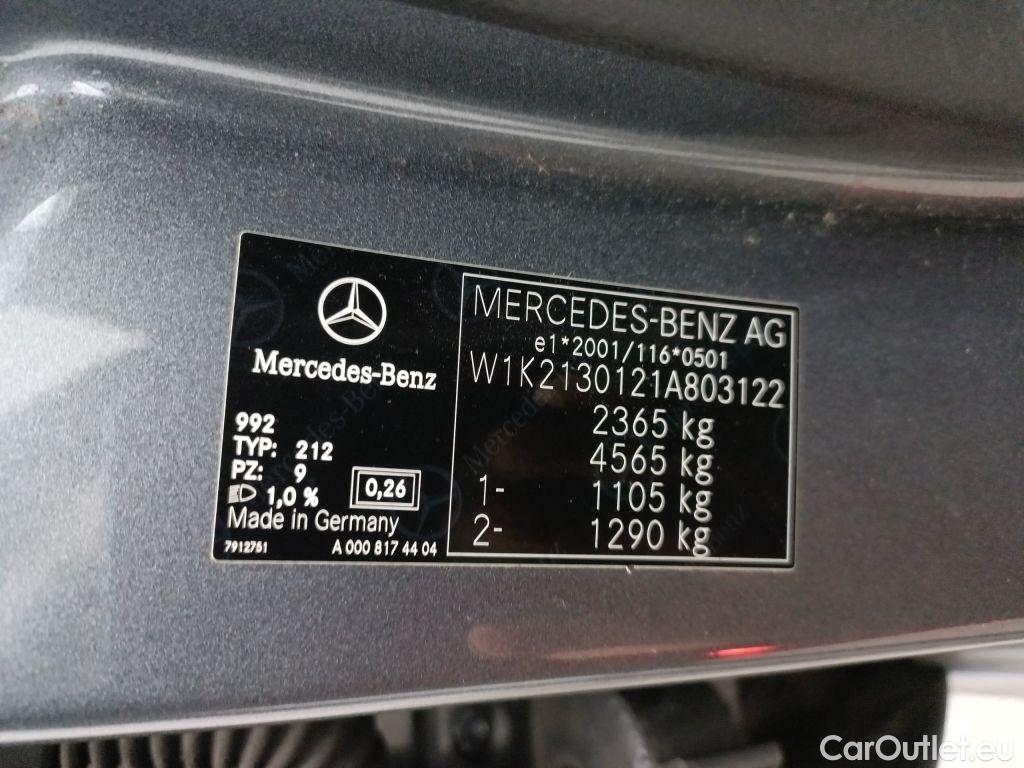 Mercedes-Benz
992
TYP: 212
PZ: 9
1,0 %
0,26
Made in Germany
7912751 A 000 817 44 04
MERCEDES-BENZ AG
e1*2001/116*0501
W1K2130121A803122
2365 kg
4565 kg
1- 1105 kg
2- 1290 kg
CarOutlet.eu